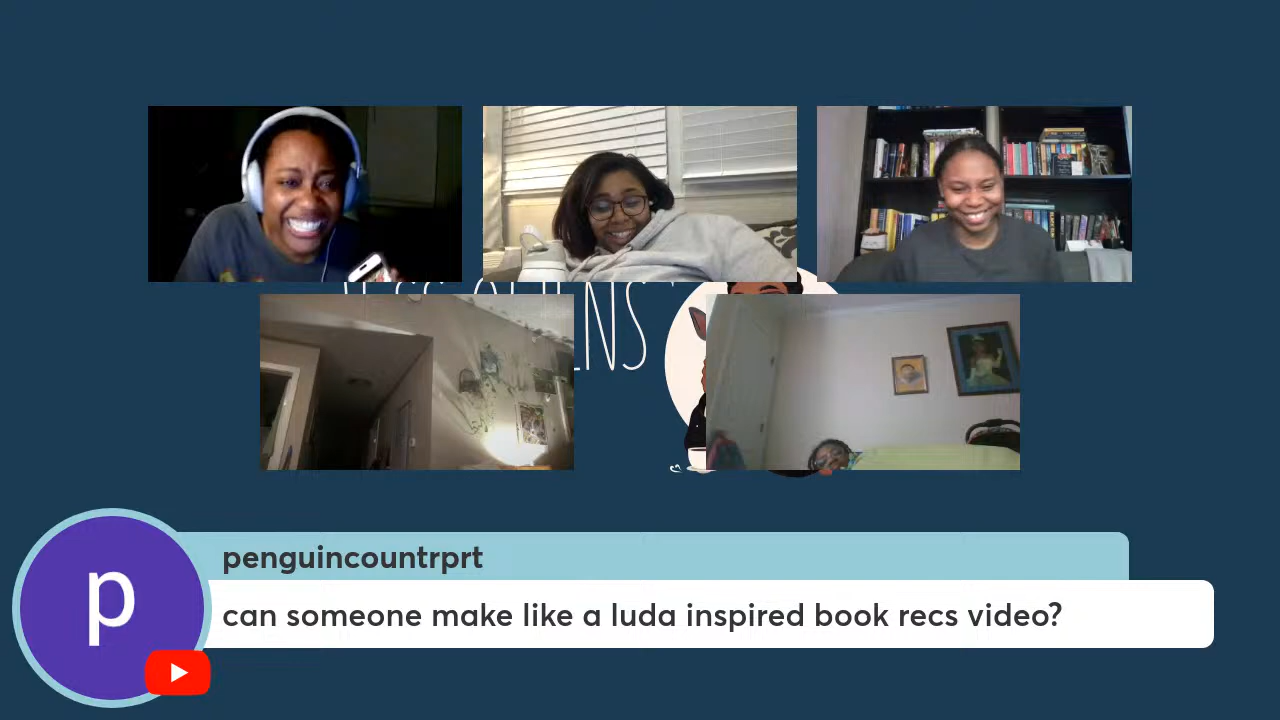 penguincountrprt
can someone make like a luda inspired book recs video?
p